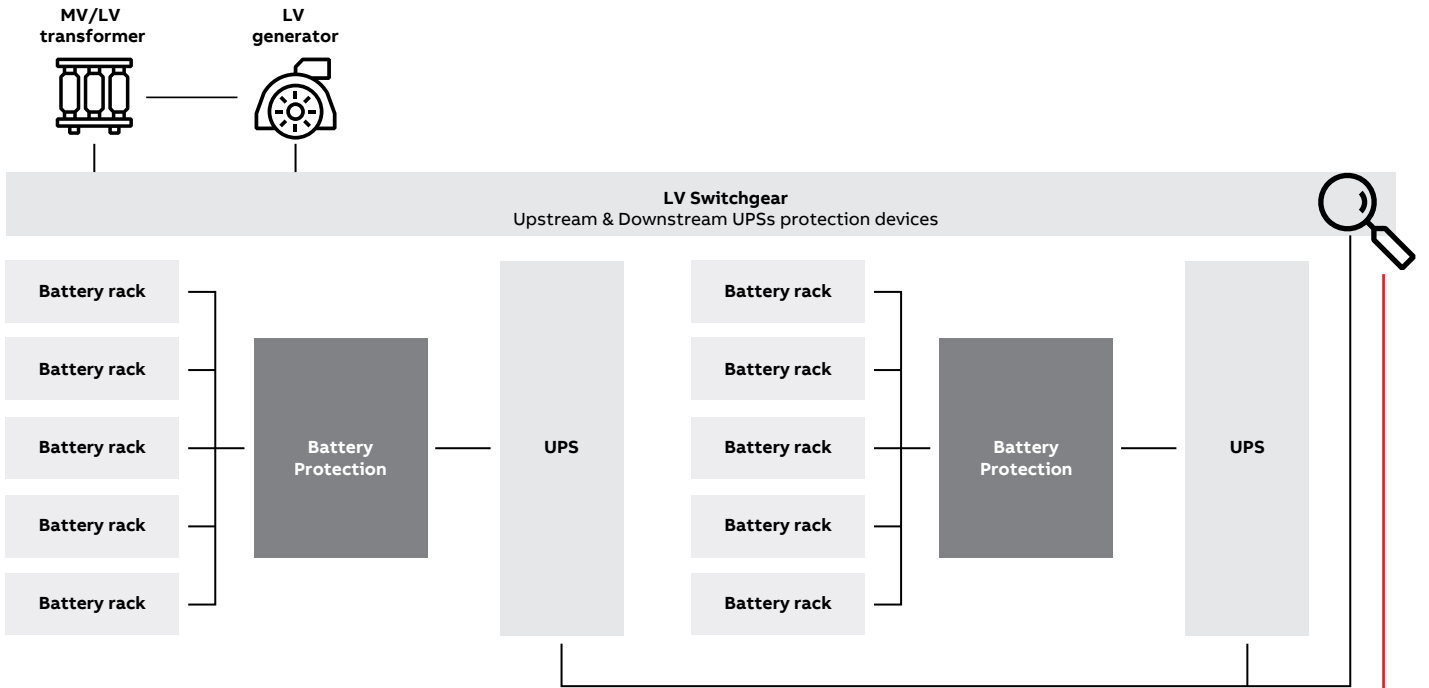 MV/LV
transformer
LV
generator
LV Switchgear
Upstream & Downstream UPSs protection devices
Battery rack
Battery rack
Battery rack
Battery rack
Battery rack
Battery
Protection
UPS
Battery rack
Battery rack
Battery rack
Battery rack
Battery rack
Battery
Protection
UPS